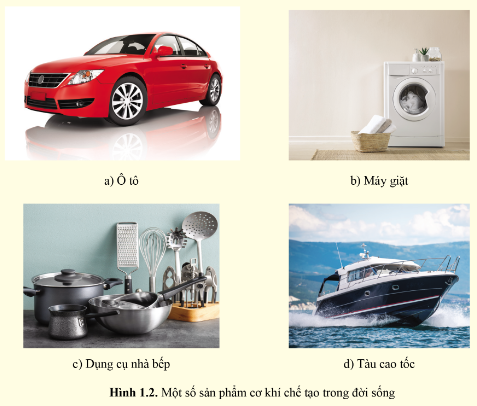 a) Ô tô
b) Máy giặt
c) Dụng cụ nhà bếp
d) Tàu cao tốc
Hình 1.2. Một số sản phẩm cơ khí chế tạo trong đời sống